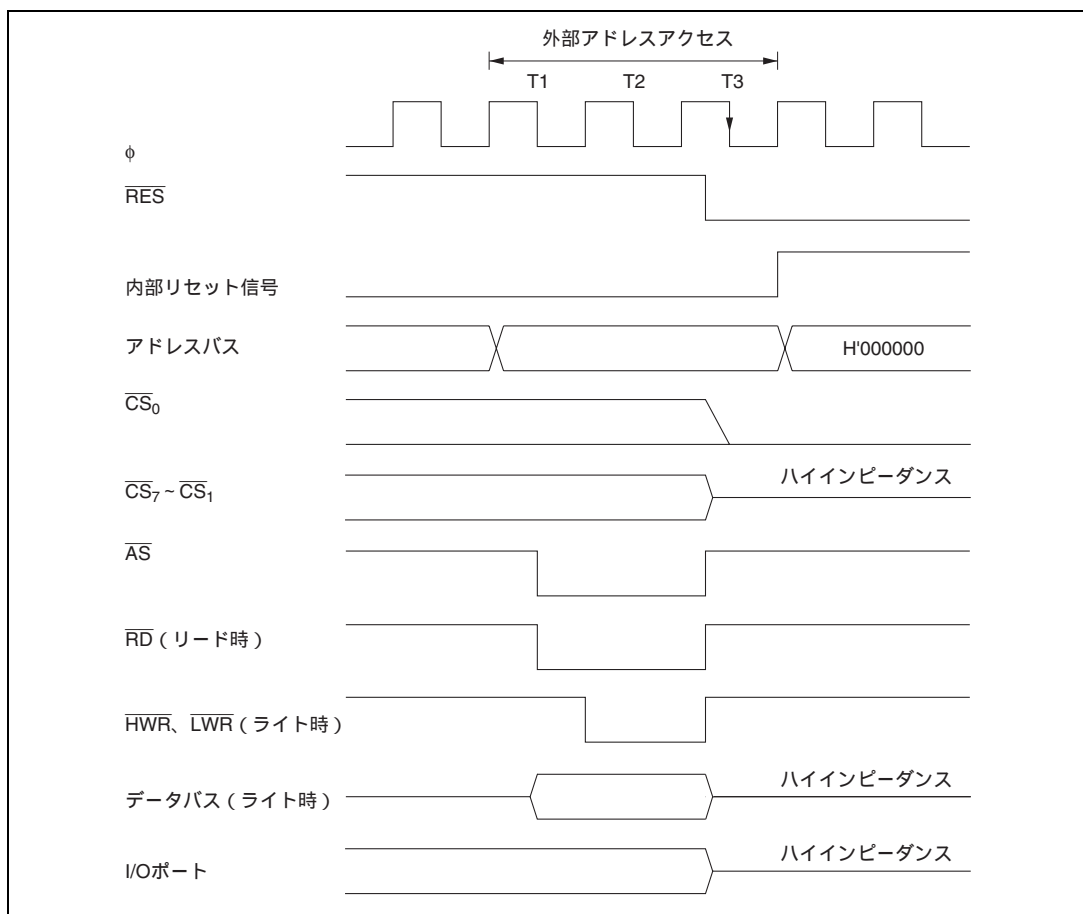 外部アドレスアクセス
T1 T2 T3
φ
RES
内部リセット信号
アドレスバス H'000000
CS0
CS7~CS1 ハイインピーダンス
AS
RD(リード時)
HWR、LWR(ライト時)
データバス(ライト時) ハイインピーダンス
I/Oポート ハイインピーダンス